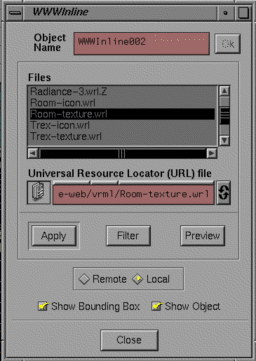 WWWInline
Object
Name
WWWInline002
Ok
Files
Radiance-3.wrl.Z
Room-icon.wrl
Room-texture.wrl
Trex-icon.wrl
Trex-texture.wrl
Universal Resource Locator (URL) file
e-web/vrml/Room-texture.wrl
Apply
Filter
Preview
Remote
Local
Show Bounding Box
Show Object
Close